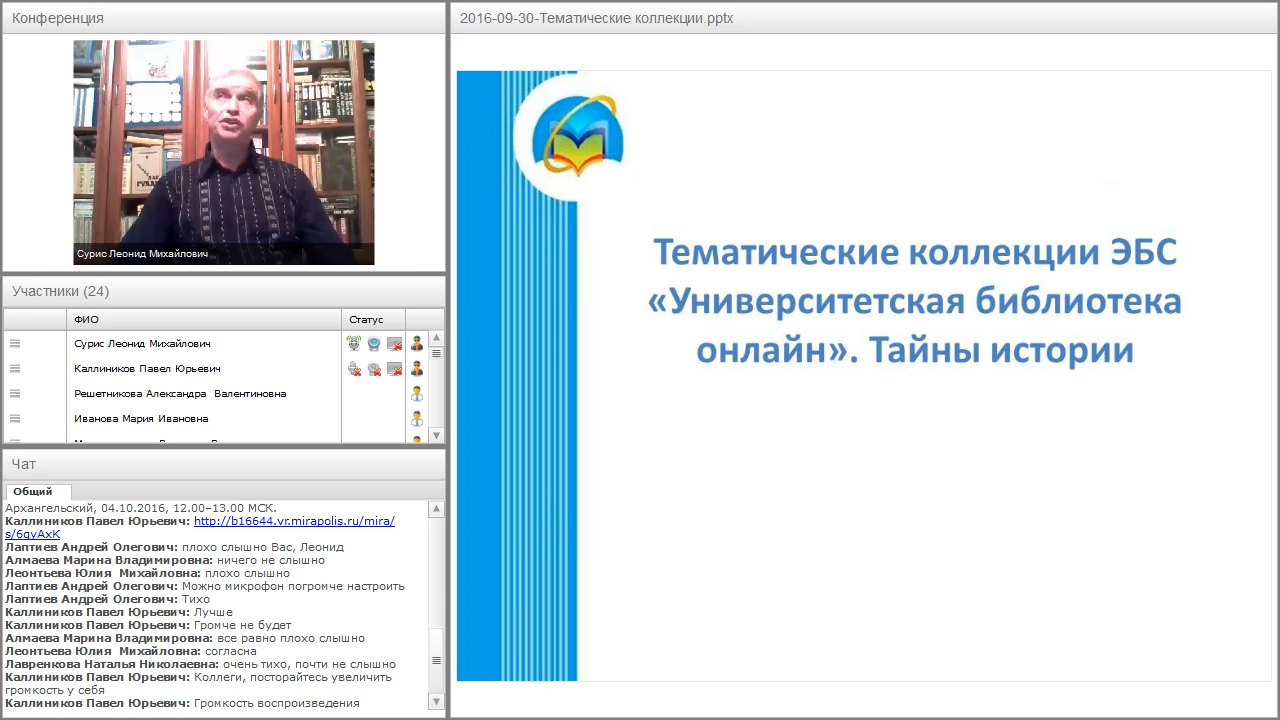 Конференция
Сурис Леонид Михайлович
Участники (24)
ФИО Статус
Сурис Леонид Михайлович
Каллиников Павел Юрьевич
Решетникова Александра Валентиновна
Иванова Мария Ивановна
Чат
Общий
Архангельский, 04.10.2016, 12.00–13.00 МСК.
Каллиников Павел Юрьевич: http://b16644.vr.mirapolis.ru/mira/
s/6qyAxK
Лаптиев Андрей Олегович: плохо слышно Вас, Леонид
Алмаева Марина Владимировна: ничего не слышно
Леонтьева Юлия Михайловна: плохо слышно
Лаптиев Андрей Олегович: Можно микрофон погромче настроить
Лаптиев Андрей Олегович: Тихо
Каллиников Павел Юрьевич: Лучше
Каллиников Павел Юрьевич: Громче не будет
Алмаева Марина Владимировна: все равно плохо слышно
Леонтьева Юлия Михайловна: согласна
Лавренкова Наталья Николаевна: очень тихо, почти не слышно
Каллиников Павел Юрьевич: Коллеги, посторайтесь увеличить
громкость у себя
Каллиников Павел Юрьевич: Громкость воспроизведения
2016-09-30-Тематические коллекции.pptx
Тематические коллекции ЭБС
«Университетская библиотека
онлайн». Тайны истории